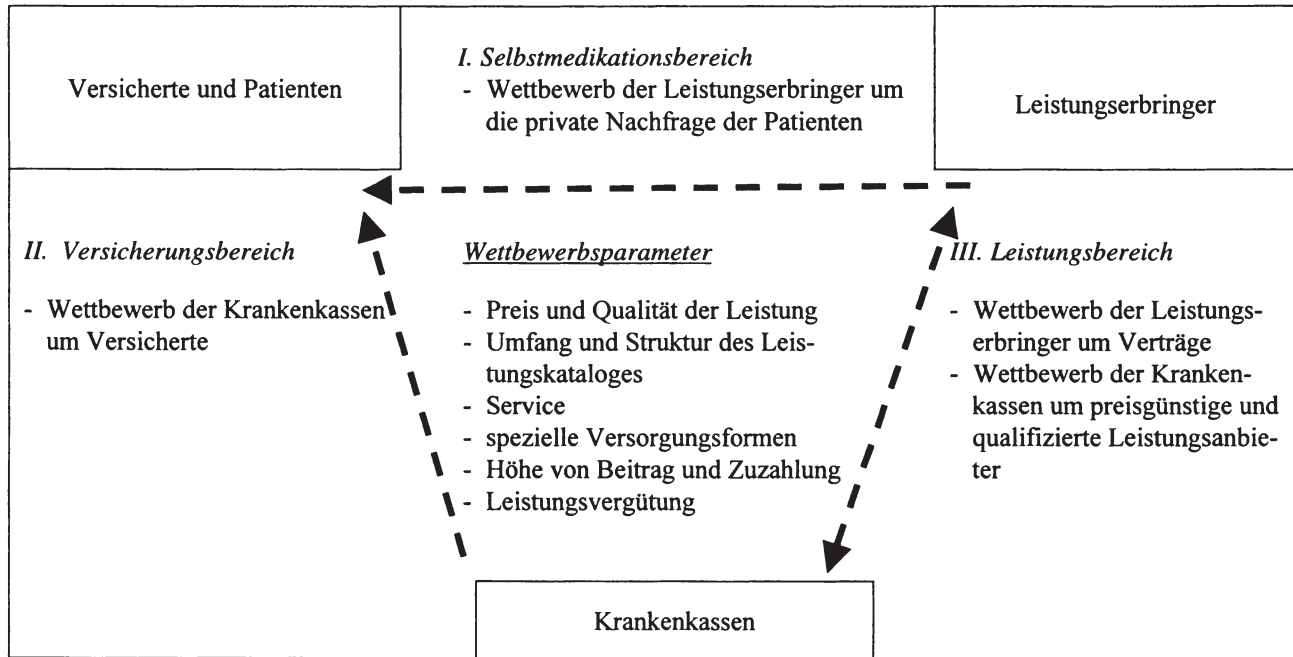 Versicherte und Patienten
I. Selbstmedikationsbereich
- Wettbewerb der Leistungserbringer um
die private Nachfrage der Patienten
Leistungserbringer
II. Versicherungsbereich
- Wettbewerb der Krankenkassen
um Versicherte
Wettbewerbsparameter
- Preis und Qualität der Leistung
- Umfang und Struktur des Leis-
tungskataloges
- Service
- spezielle Versorgungsformen
- Höhe von Beitrag und Zuzahlung
- Leistungsvergütung
III. Leistungsbereich
- Wettbewerb der Leistungs-
erbringer um Verträge
- Wettbewerb der Kranken-
kassen um preisgünstige und
qualifizierte Leistungsanbie-
ter
Krankenkassen